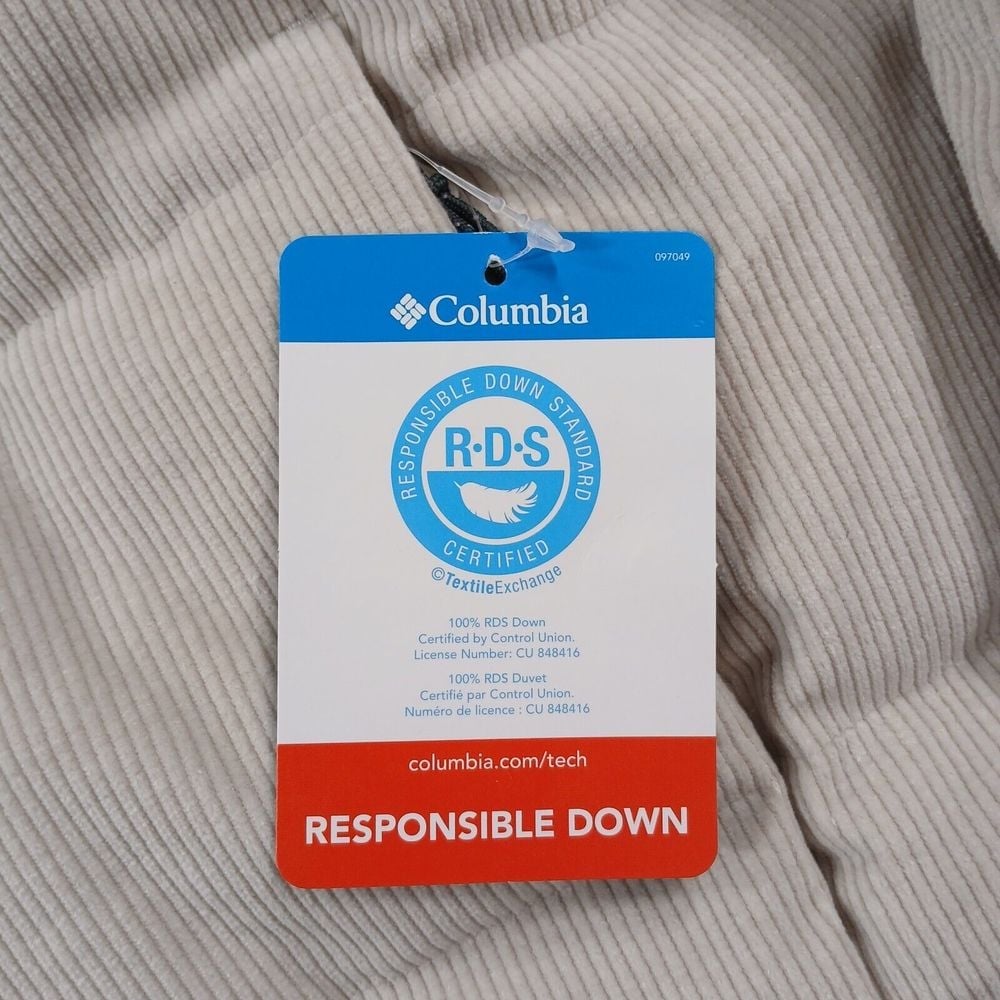 097049
Columbia
RESPONSIBLE DOWN STANDARD
R·D·S
CERTIFIED
©TextileExchange
100% RDS Down
Certified by Control Union.
License Number: CU 848416
100% RDS Duvet
Certifié par Control Union.
Numéro de licence : CU 848416
columbia.com/tech
RESPONSIBLE DOWN